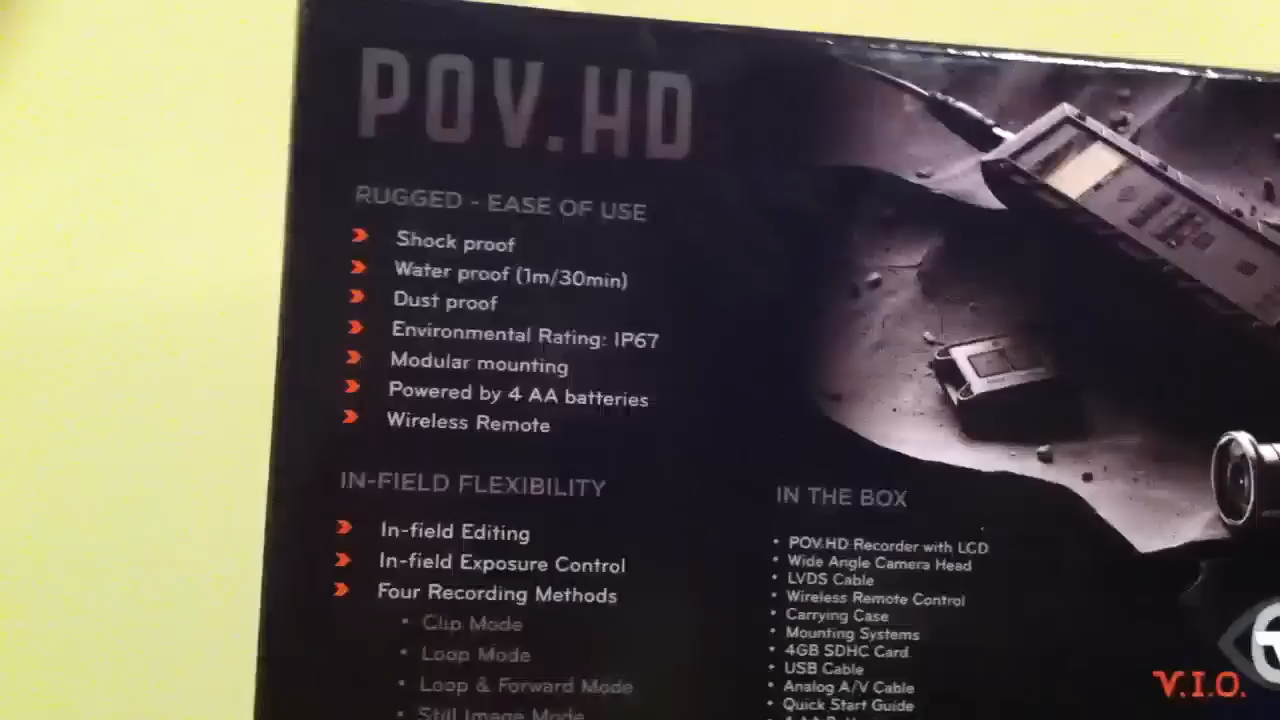 POV.HD
RUGGED - EASE OF USE
Shock proof
Water proof (1m/30min)
Dust proof
Environmental Rating: IP67
Modular mounting
Powered by 4 AA batteries
Wireless Remote
IN-FIELD FLEXIBILITY
In-field Editing
In-field Exposure Control
Four Recording Methods
• Clip Mode
• Loop Mode
• Loop & Forward Mode
• Still Image Mode
IN THE BOX
• POV.HD Recorder with LCD
• Wide Angle Camera Head
• LVDS Cable
• Wireless Remote Control
• Carrying Case
• Mounting Systems
• 4GB SDHC Card
• USB Cable
• Analog A/V Cable
• Quick Start Guide
V.I.O.